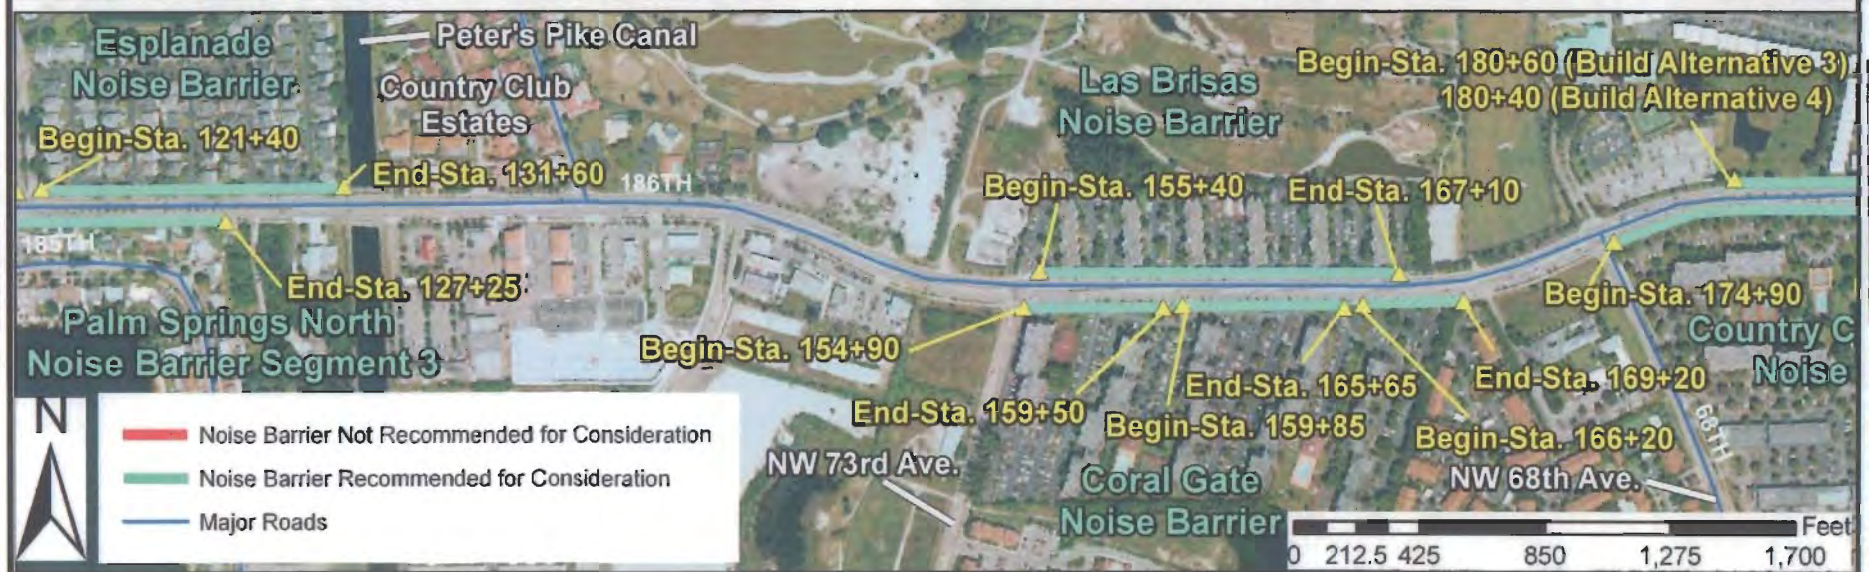 Esplanade
Noise Barrier
Begin-Sta. 121+40
Peter's Pike Canal
Country Club
Estates
End-Sta. 131+60
186TH
185TH
End-Sta. 127+25
Palm Springs North
Noise Barrier Segment 3
Las Brisas
Noise Barrier
Begin-Sta. 155+40
End-Sta. 167+10
Begin-Sta. 180+60 (Build Alternative 3)
180+40 (Build Alternative 4)
Begin-Sta. 154+90
End-Sta. 159+50
Begin-Sta. 159+85
End-Sta. 165+65
Begin-Sta. 166+20
End-Sta. 169+20
Begin-Sta. 174+90
Country C
Noise
NW 73rd Ave.
Coral Gate
Noise Barrier
NW 68th Ave.
68TH
N
Noise Barrier Not Recommended for Consideration
Noise Barrier Recommended for Consideration
Major Roads
Feet
0 212.5 425 850 1,275 1,700